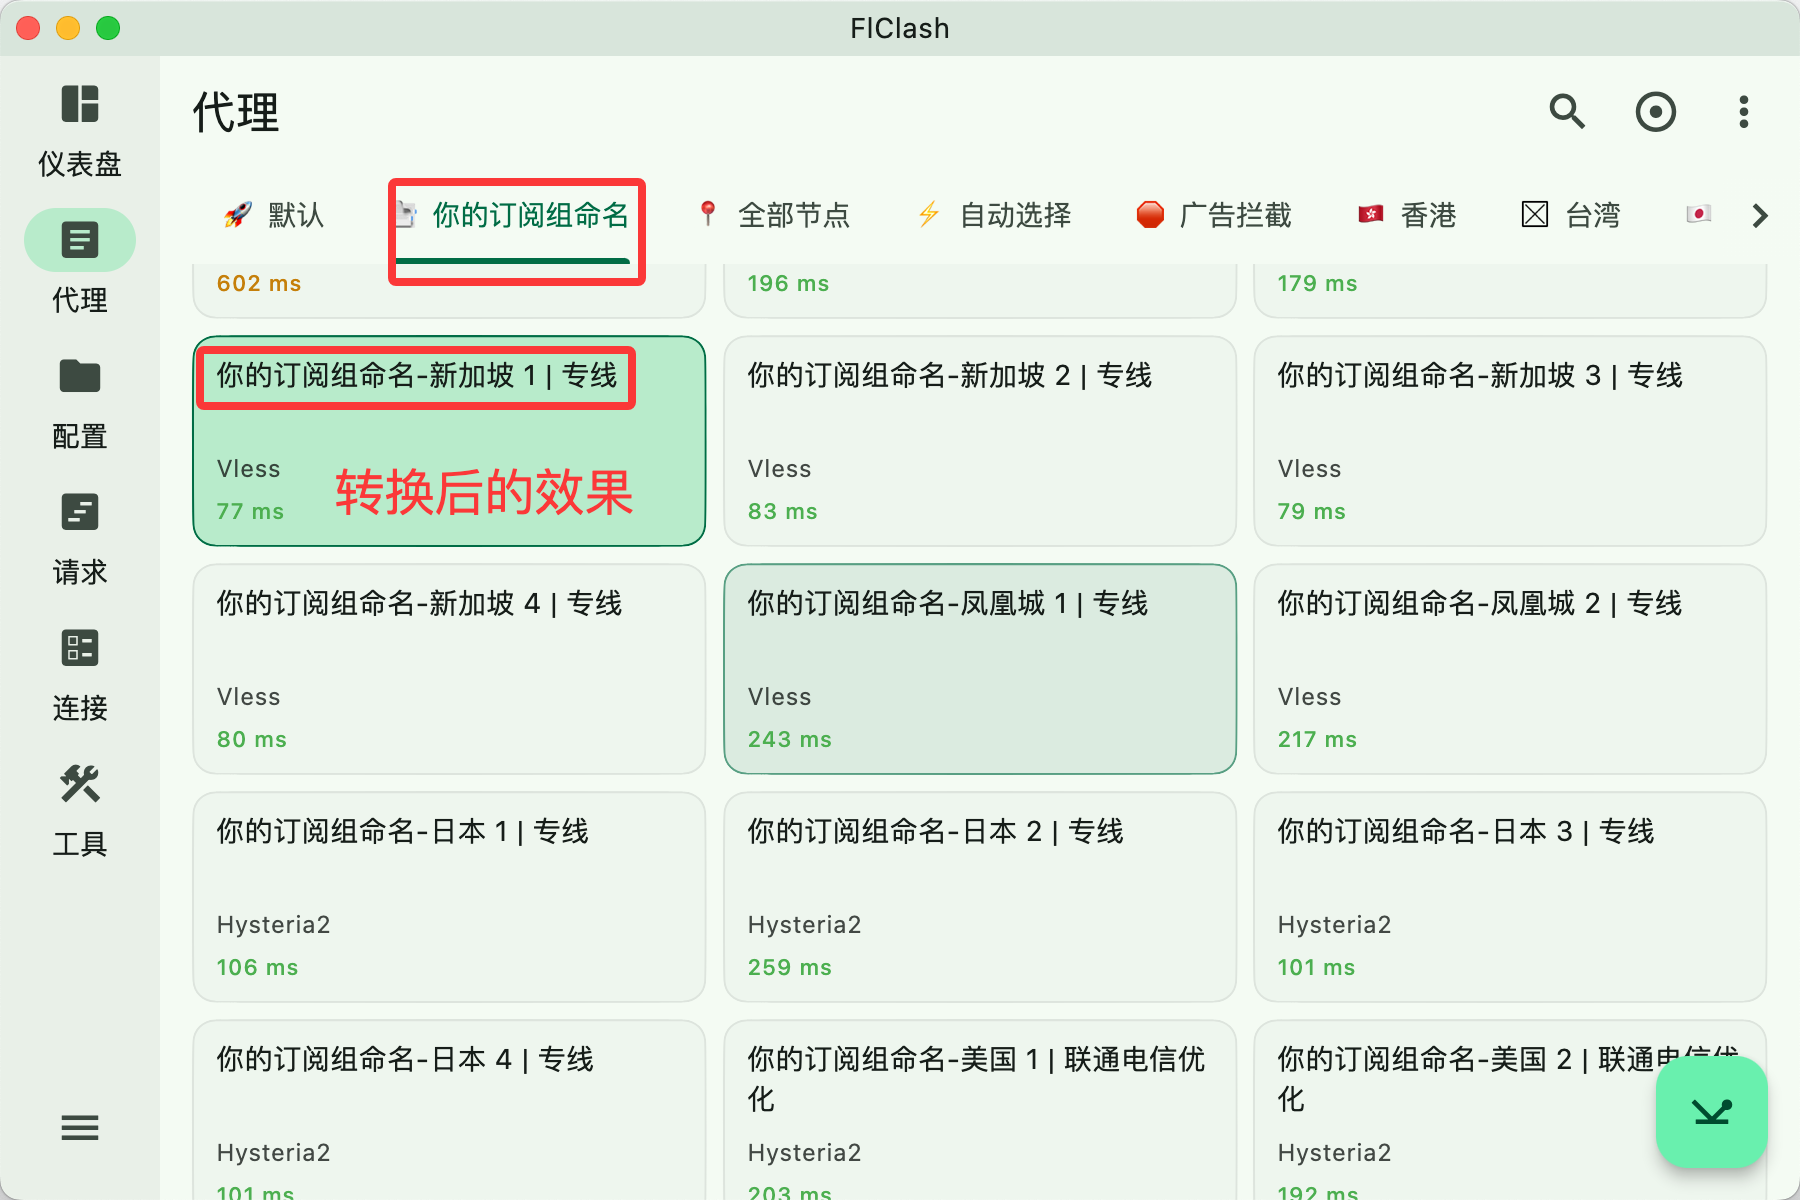 FlClash
仪表盘
代理
配置
请求
连接
工具
代理
默认
你的订阅组命名
全部节点
自动选择
广告拦截
香港
台湾
602 ms
196 ms
179 ms
你的订阅组命名-新加坡 1 | 专线
Vless
77 ms
转换后的效果
你的订阅组命名-新加坡 2 | 专线
Vless
83 ms
你的订阅组命名-新加坡 3 | 专线
Vless
79 ms
你的订阅组命名-新加坡 4 | 专线
Vless
80 ms
你的订阅组命名-凤凰城 1 | 专线
Vless
243 ms
你的订阅组命名-凤凰城 2 | 专线
Vless
217 ms
你的订阅组命名-日本 1 | 专线
Hysteria2
106 ms
你的订阅组命名-日本 2 | 专线
Hysteria2
259 ms
你的订阅组命名-日本 3 | 专线
Hysteria2
101 ms
你的订阅组命名-日本 4 | 专线
Hysteria2
101 ms
你的订阅组命名-美国 1 | 联通电信优
化
Hysteria2
203 ms
你的订阅组命名-美国 2 | 联通电信优
化
Hysteria2
192 ms